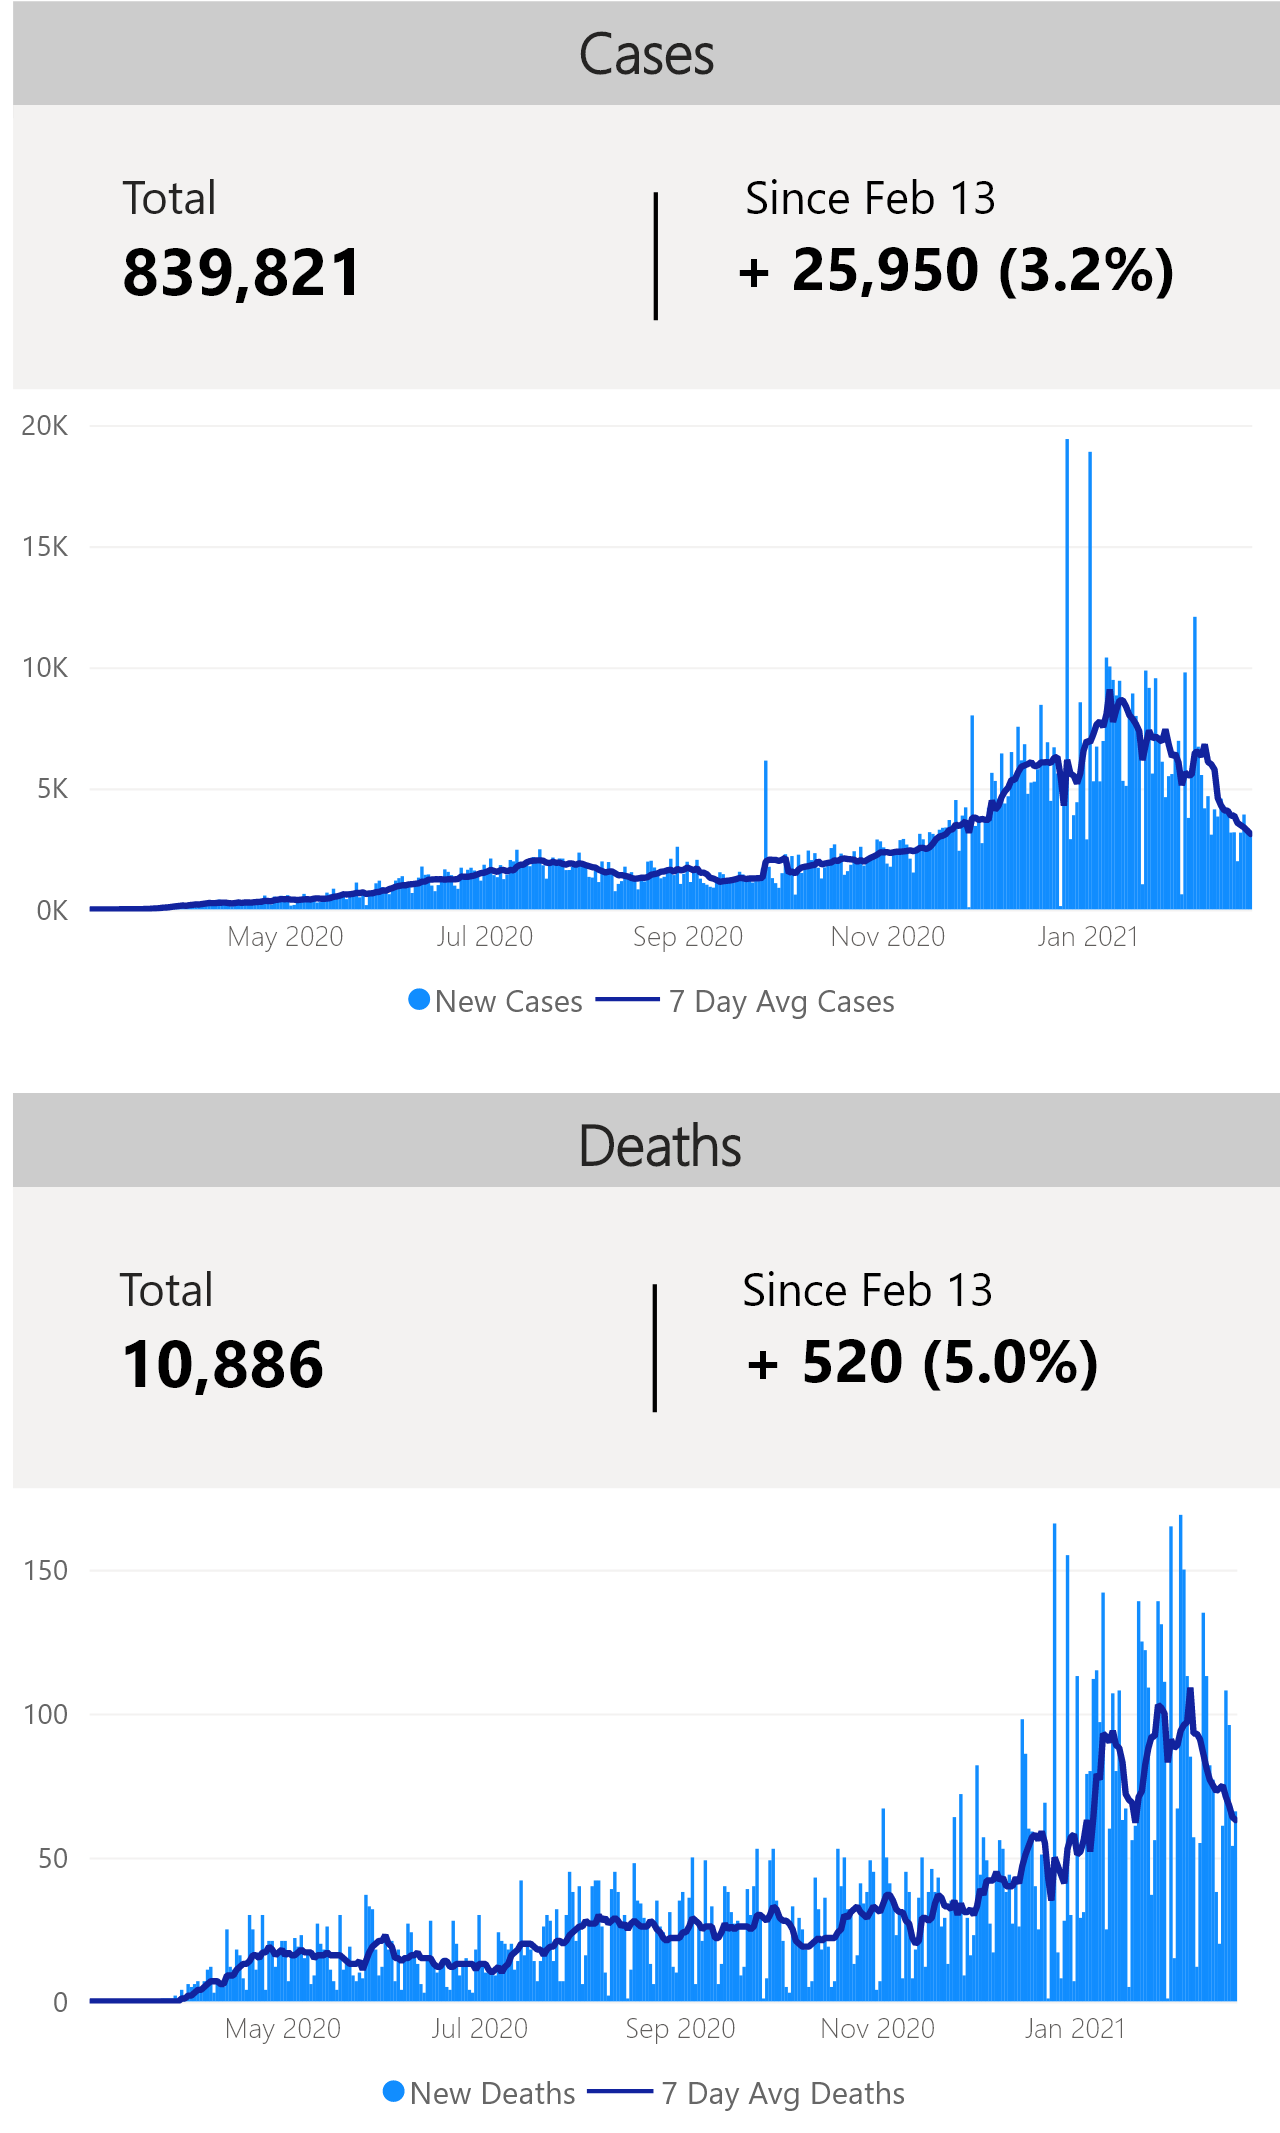 Cases
Total
Since Feb 13
839,821
+ 25,950 (3.2%)
20K
15K
10K
5K
0K
May 2020 Jul 2020 Sep 2020 Nov 2020 Jan 2021
New Cases 7 Day Avg Cases
Deaths
Total
Since Feb 13
10,886
+ 520 (5.0%)
150
100
50
0
May 2020 Jul 2020 Sep 2020 Nov 2020 Jan 2021
New Deaths 7 Day Avg Deaths